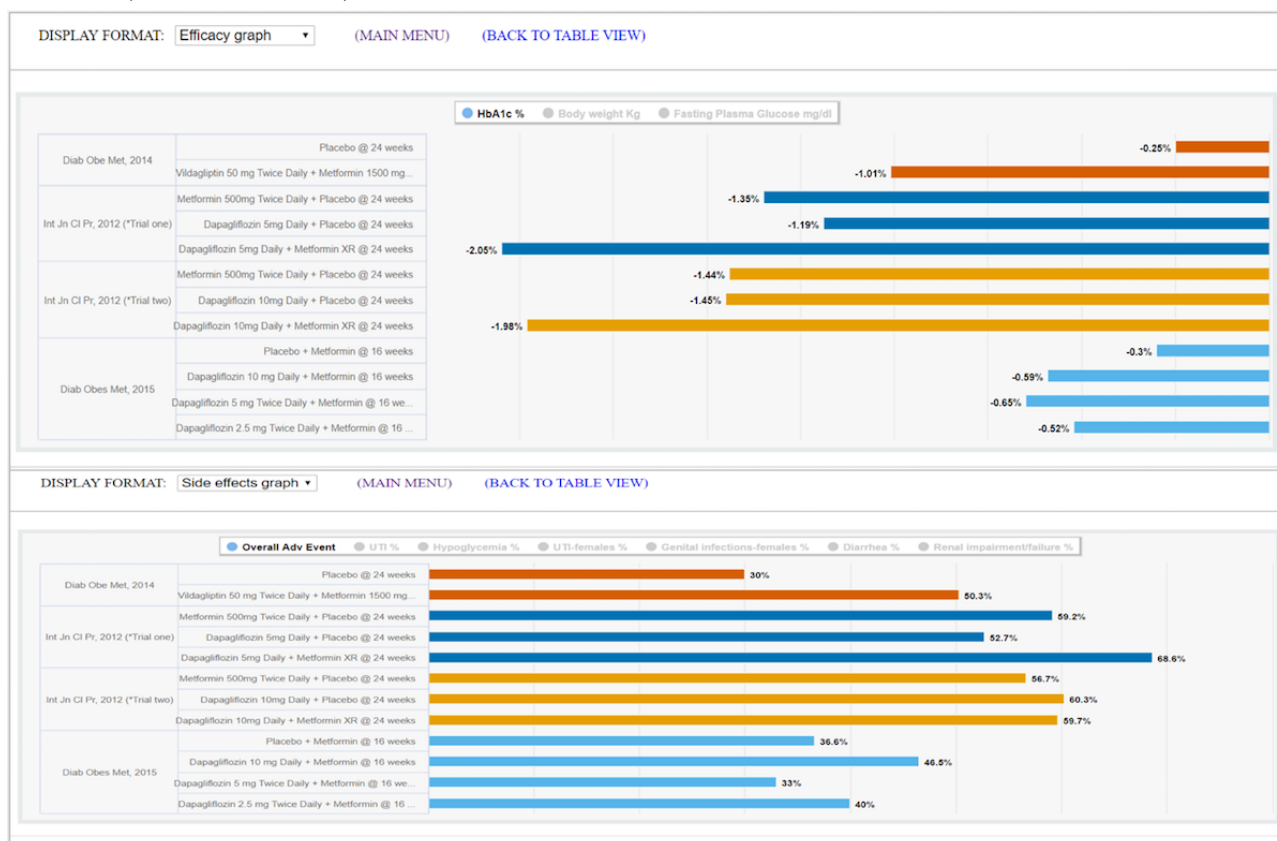 DISPLAY FORMAT: Efficacy graph (MAIN MENU) (BACK TO TABLE VIEW)
HbA1c % Body weight Kg Fasting Plasma Glucose mg/dl
Diab Obe Met, 2014
Placebo @ 24 weeks -0.25%
Vildagliptin 50 mg Twice Daily + Metformin 1500 mg... -1.01%
Int Jn Cl Pr, 2012 (*Trial one)
Metformin 500mg Twice Daily + Placebo @ 24 weeks -1.35%
Dapagliflozin 5mg Daily + Placebo @ 24 weeks -1.19%
Dapagliflozin 5mg Daily + Metformin XR @ 24 weeks -2.05%
Int Jn Cl Pr, 2012 (*Trial two)
Metformin 500mg Twice Daily + Placebo @ 24 weeks -1.44%
Dapagliflozin 10mg Daily + Placebo @ 24 weeks -1.45%
Dapagliflozin 10mg Daily + Metformin XR @ 24 weeks -1.98%
Diab Obes Met, 2015
Placebo + Metformin @ 16 weeks -0.3%
Dapagliflozin 10 mg Daily + Metformin @ 16 weeks -0.59%
Dapagliflozin 5 mg Twice Daily + Metformin @ 16 we... -0.65%
Dapagliflozin 2.5 mg Twice Daily + Metformin @ 16 ... -0.52%
DISPLAY FORMAT: Side effects graph (MAIN MENU) (BACK TO TABLE VIEW)
Overall Adv Event UTI % Hypoglycemia % UTI-females % Genital infections-females % Diarrhea % Renal impairment/failure %
Diab Obe Met, 2014
Placebo @ 24 weeks 30%
Vildagliptin 50 mg Twice Daily + Metformin 1500 mg... 50.3%
Int Jn Cl Pr, 2012 (*Trial one)
Metformin 500mg Twice Daily + Placebo @ 24 weeks 59.2%
Dapagliflozin 5mg Daily + Placebo @ 24 weeks 52.7%
Dapagliflozin 5mg Daily + Metformin XR @ 24 weeks 68.6%
Int Jn Cl Pr, 2012 (*Trial two)
Metformin 500mg Twice Daily + Placebo @ 24 weeks 56.7%
Dapagliflozin 10mg Daily + Placebo @ 24 weeks 60.3%
Dapagliflozin 10mg Daily + Metformin XR @ 24 weeks 59.7%
Diab Obes Met, 2015
Placebo + Metformin @ 16 weeks 36.6%
Dapagliflozin 10 mg Daily + Metformin @ 16 weeks 46.5%
Dapagliflozin 5 mg Twice Daily + Metformin @ 16 we... 33%
Dapagliflozin 2.5 mg Twice Daily + Metformin @ 16 ... 40%